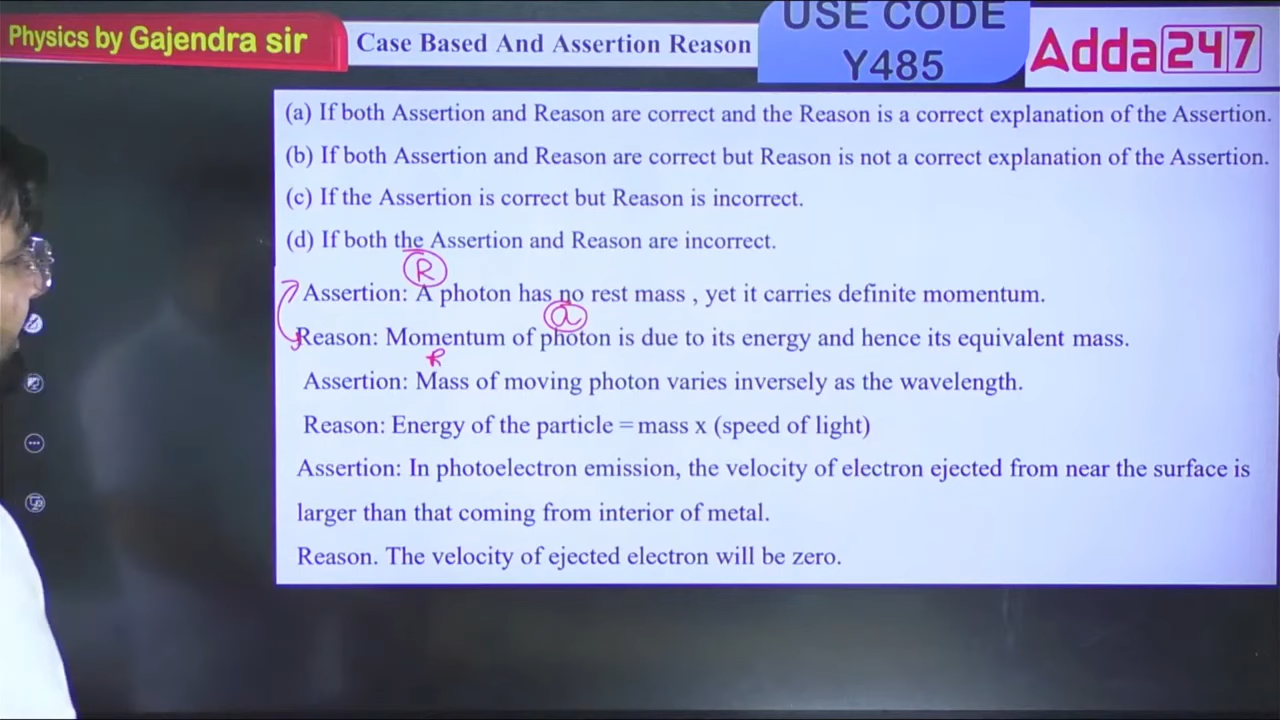 Physics by Gajendra sir
Case Based And Assertion Reason
USE CODE
Y485
Adda247
(a) If both Assertion and Reason are correct and the Reason is a correct explanation of the Assertion.
(b) If both Assertion and Reason are correct but Reason is not a correct explanation of the Assertion.
(c) If the Assertion is correct but Reason is incorrect.
(d) If both the Assertion and Reason are incorrect.
R
Assertion: A photon has no rest mass , yet it carries definite momentum.
a
Reason: Momentum of photon is due to its energy and hence its equivalent mass.
R
Assertion: Mass of moving photon varies inversely as the wavelength.
Reason: Energy of the particle = mass x (speed of light)
Assertion: In photoelectron emission, the velocity of electron ejected from near the surface is
larger than that coming from interior of metal.
Reason. The velocity of ejected electron will be zero.